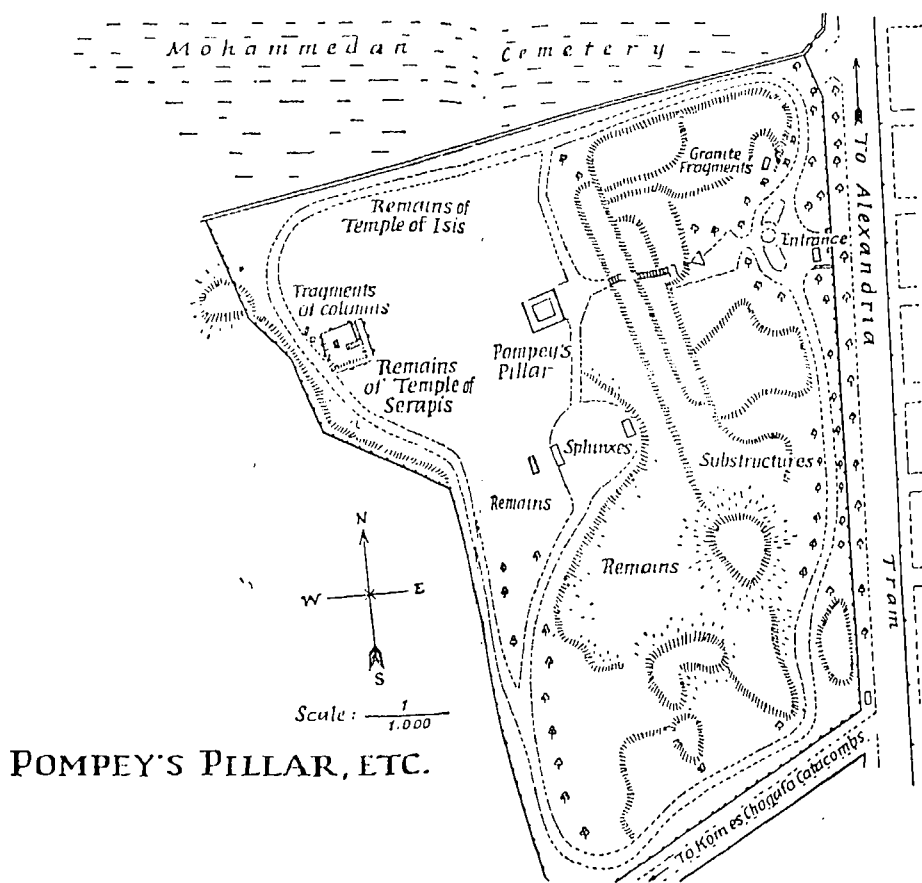 Mohammedan Cemetery
Granite
Fragments
To Alexandria
Remains of
Temple of Isis
Entrance
Fragments
of columns
Pompey's
Pillar
Remains
of Temple of
Serapis
Sphinxes
Substructures
Remains
N
W E
S
Remains
Tram
Scale: 1
1.000
POMPEY'S PILLAR, ETC.
To Kôm es Chogafa Catacombs